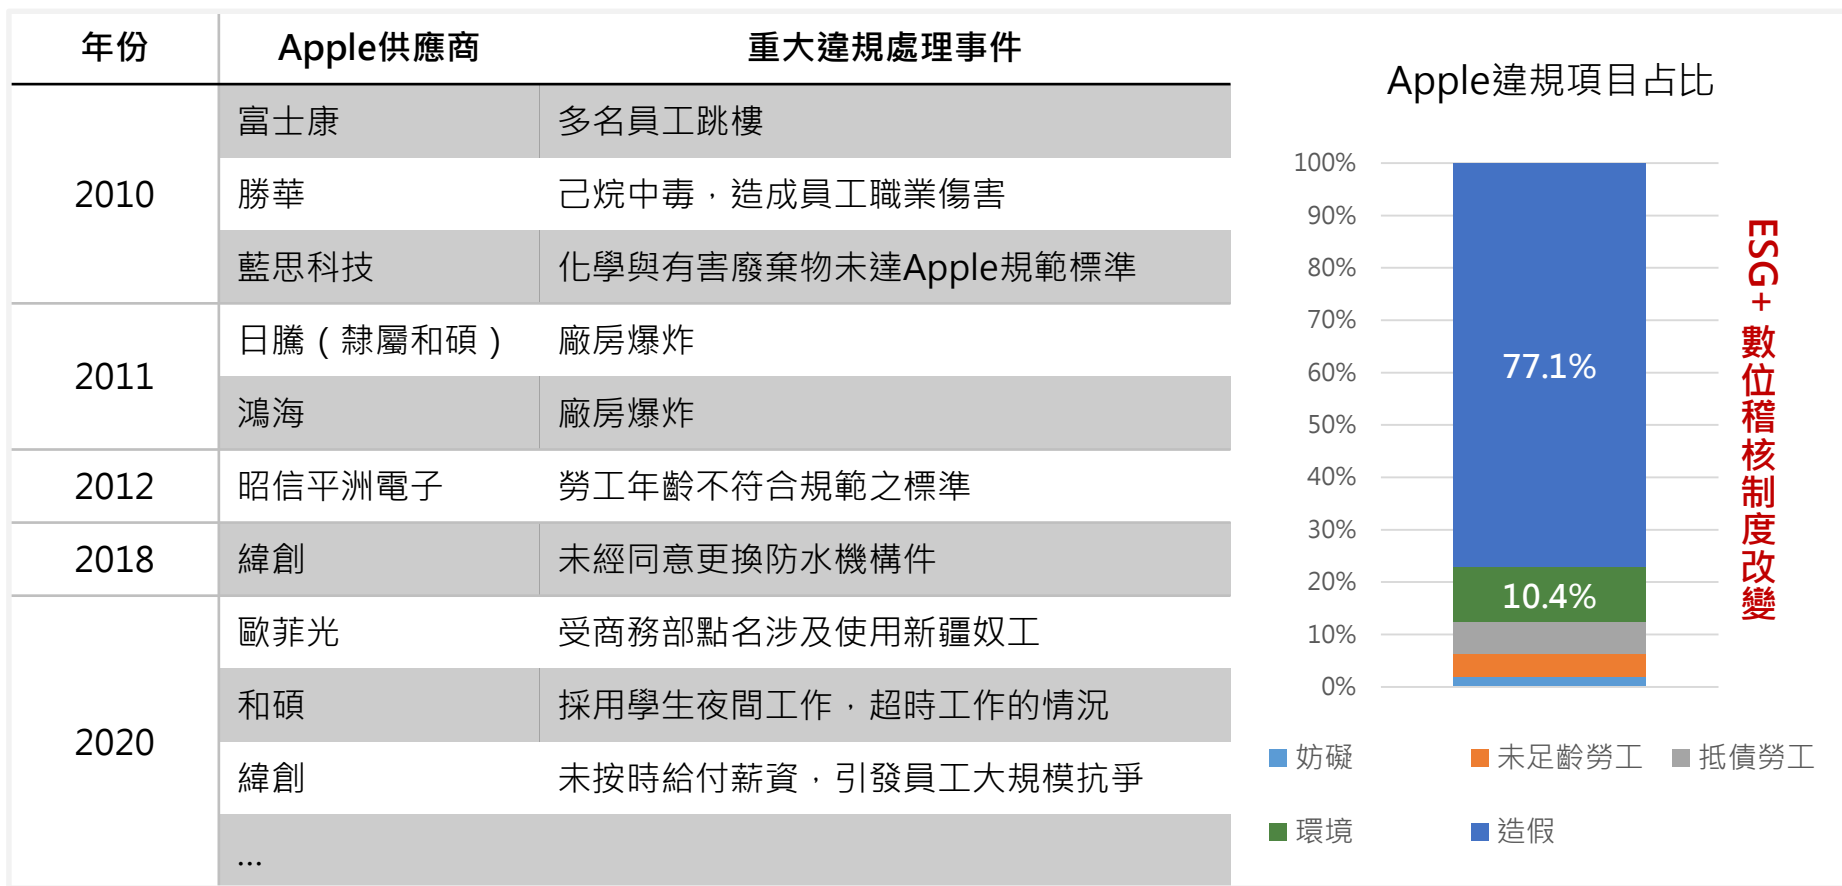 年份 Apple供應商 重大違規處理事件
2010
富士康 多名員工跳樓
勝華 己烷中毒，造成員工職業傷害
藍思科技 化學與有害廢棄物未達Apple規範標準
2011
日騰（隸屬和碩） 廠房爆炸
鴻海 廠房爆炸
2012 昭信平洲電子 勞工年齡不符合規範之標準
2018 緯創 未經同意更換防水機構件
2020
歐菲光 受商務部點名涉及使用新疆奴工
和碩 採用學生夜間工作，超時工作的情況
緯創 未按時給付薪資，引發員工大規模抗爭
...
Apple違規項目占比
100%
90%
80%
70%
60%
50%
40%
30%
20%
10%
0%
77.1%
10.4%
妨礙 未足齡勞工 抵債勞工
環境 造假
ESG+ 數位稽核制度改變